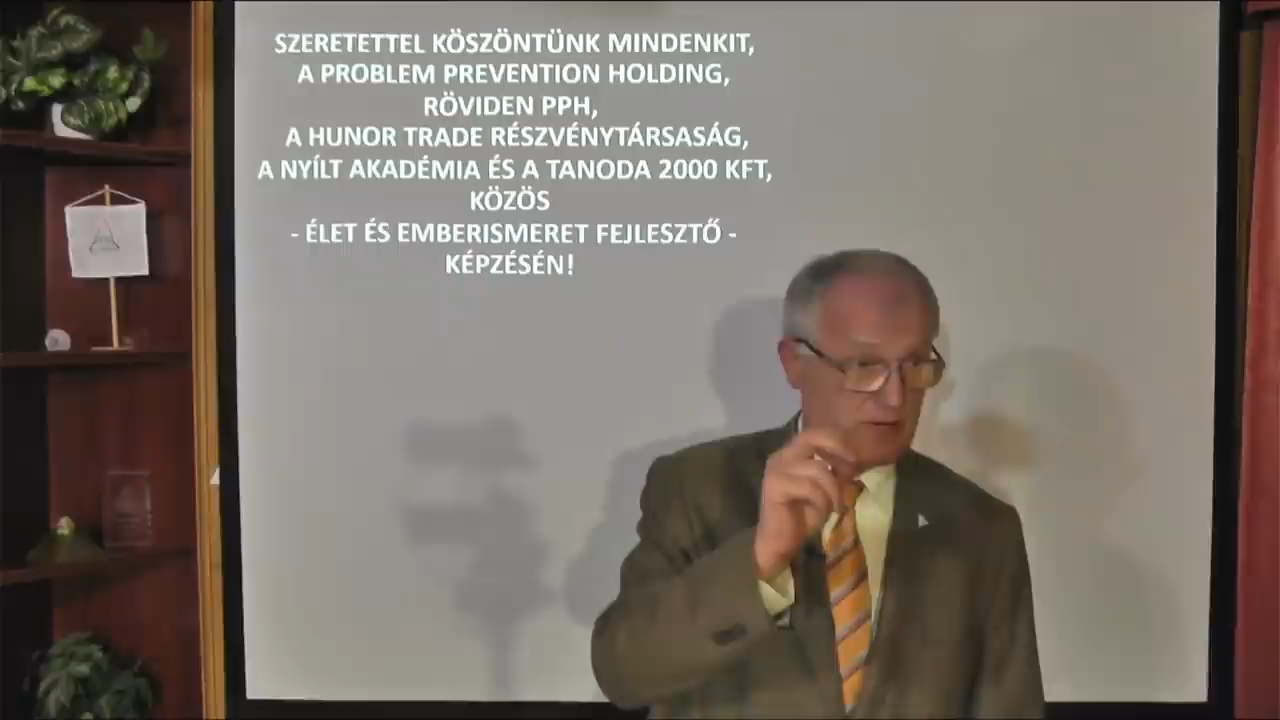 SZERETETTEL KÖSZÖNTÜNK MINDENKIT,
A PROBLEM PREVENTION HOLDING,
RÖVIDEN PPH,
A HUNOR TRADE RÉSZVÉNYTÁRSASÁG,
A NYÍLT AKADÉMIA ÉS A TANODA 2000 KFT,
KÖZÖS
- ÉLET ÉS EMBERISMERET FEJLESZTŐ -
KÉPZÉSÉN!